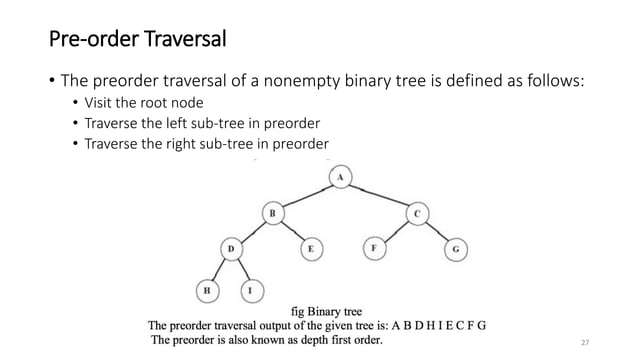 Pre-order Traversal
• The preorder traversal of a nonempty binary tree is defined as follows:
• Visit the root node
• Traverse the left sub-tree in preorder
• Traverse the right sub-tree in preorder
A
B
C
D
E
F
G
H
I
fig Binary tree
The preorder traversal output of the given tree is: A B D H I E C F G
The preorder is also known as depth first order.
27